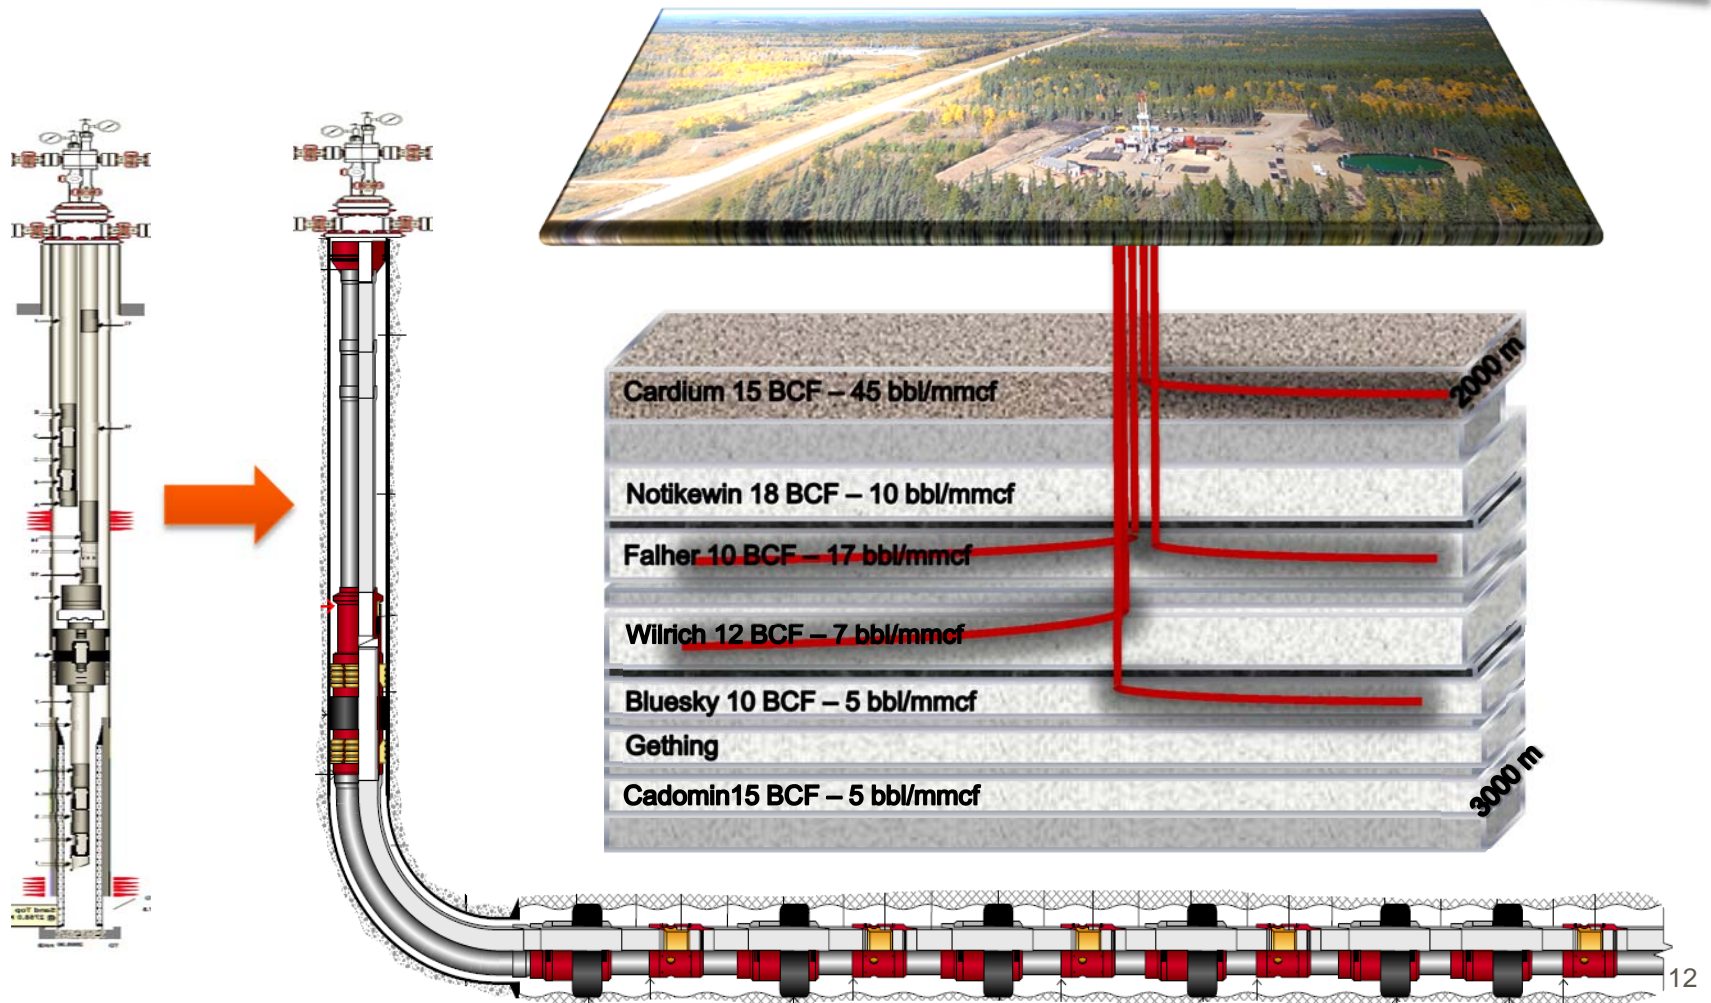 Cardium 15 BCF – 45 bbl/mmcf
2000 m
Notikewin 18 BCF – 10 bbl/mmcf
Falher 10 BCF – 17 bbl/mmcf
Wilrich 12 BCF – 7 bbl/mmcf
Bluesky 10 BCF – 5 bbl/mmcf
Gething
Cadomin15 BCF – 5 bbl/mmcf
3000 m
12